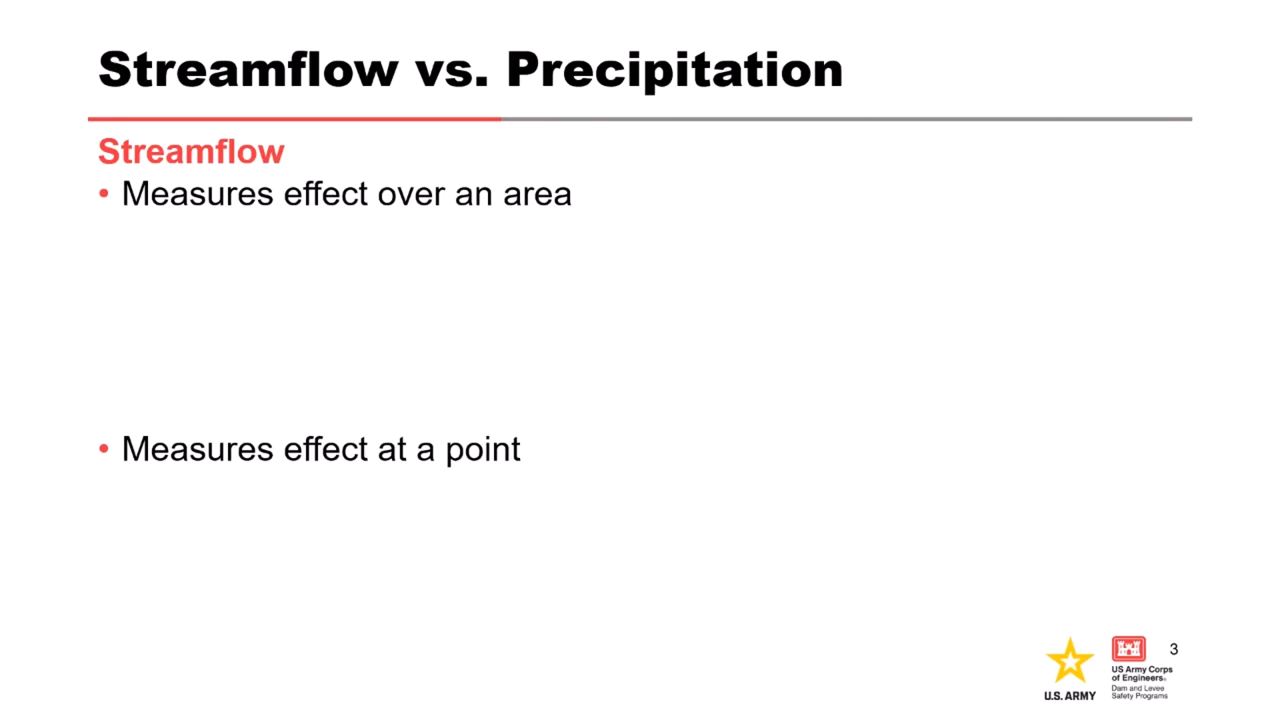 Streamflow vs. Precipitation
Streamflow
• Measures effect over an area
• Measures effect at a point
3
U.S. ARMY
US Army Corps
of Engineers®
Dam and Levee
Safety Programs